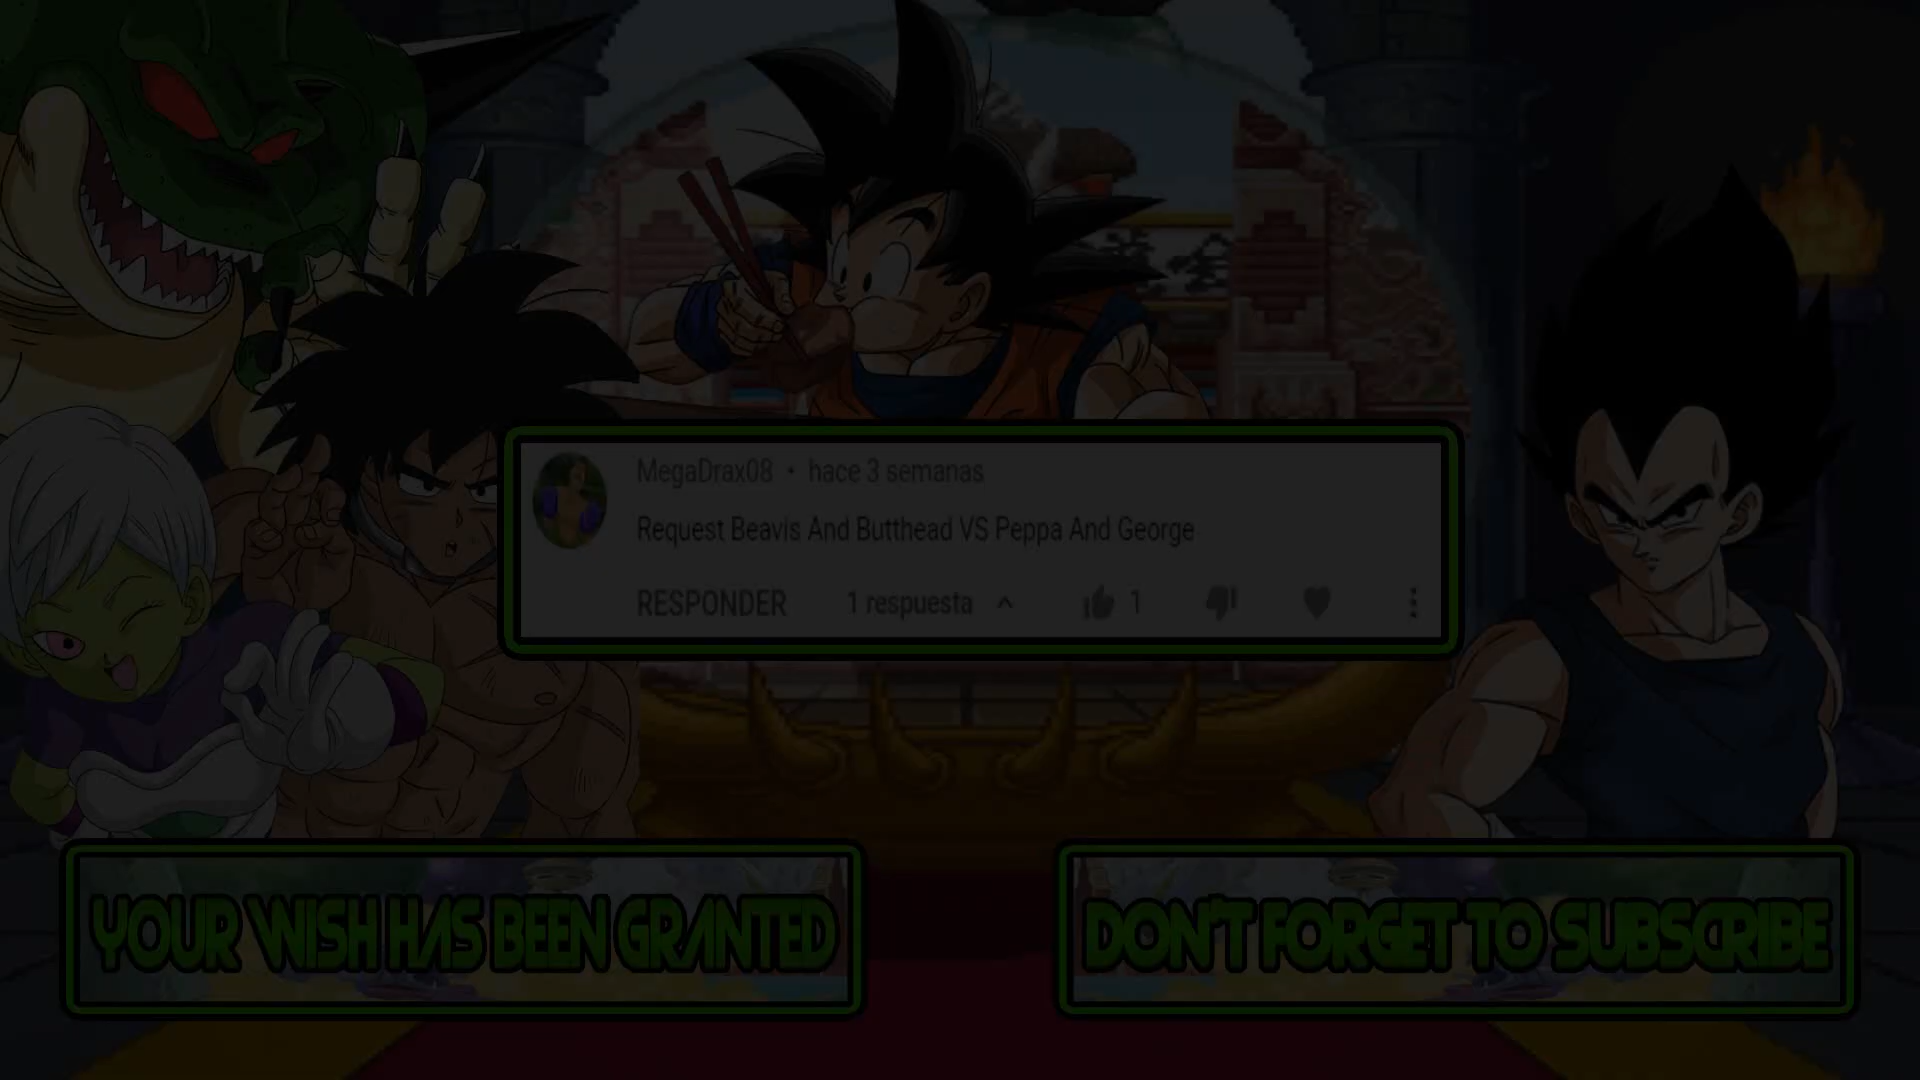 MegaDrax08 • hace 3 semanas
Request Beavis And Butthead VS Peppa And George
RESPONDER 1 respuesta 1
YOUR WISH HAS BEEN GRANTED
DON'T FORGET TO SUBSCRIBE